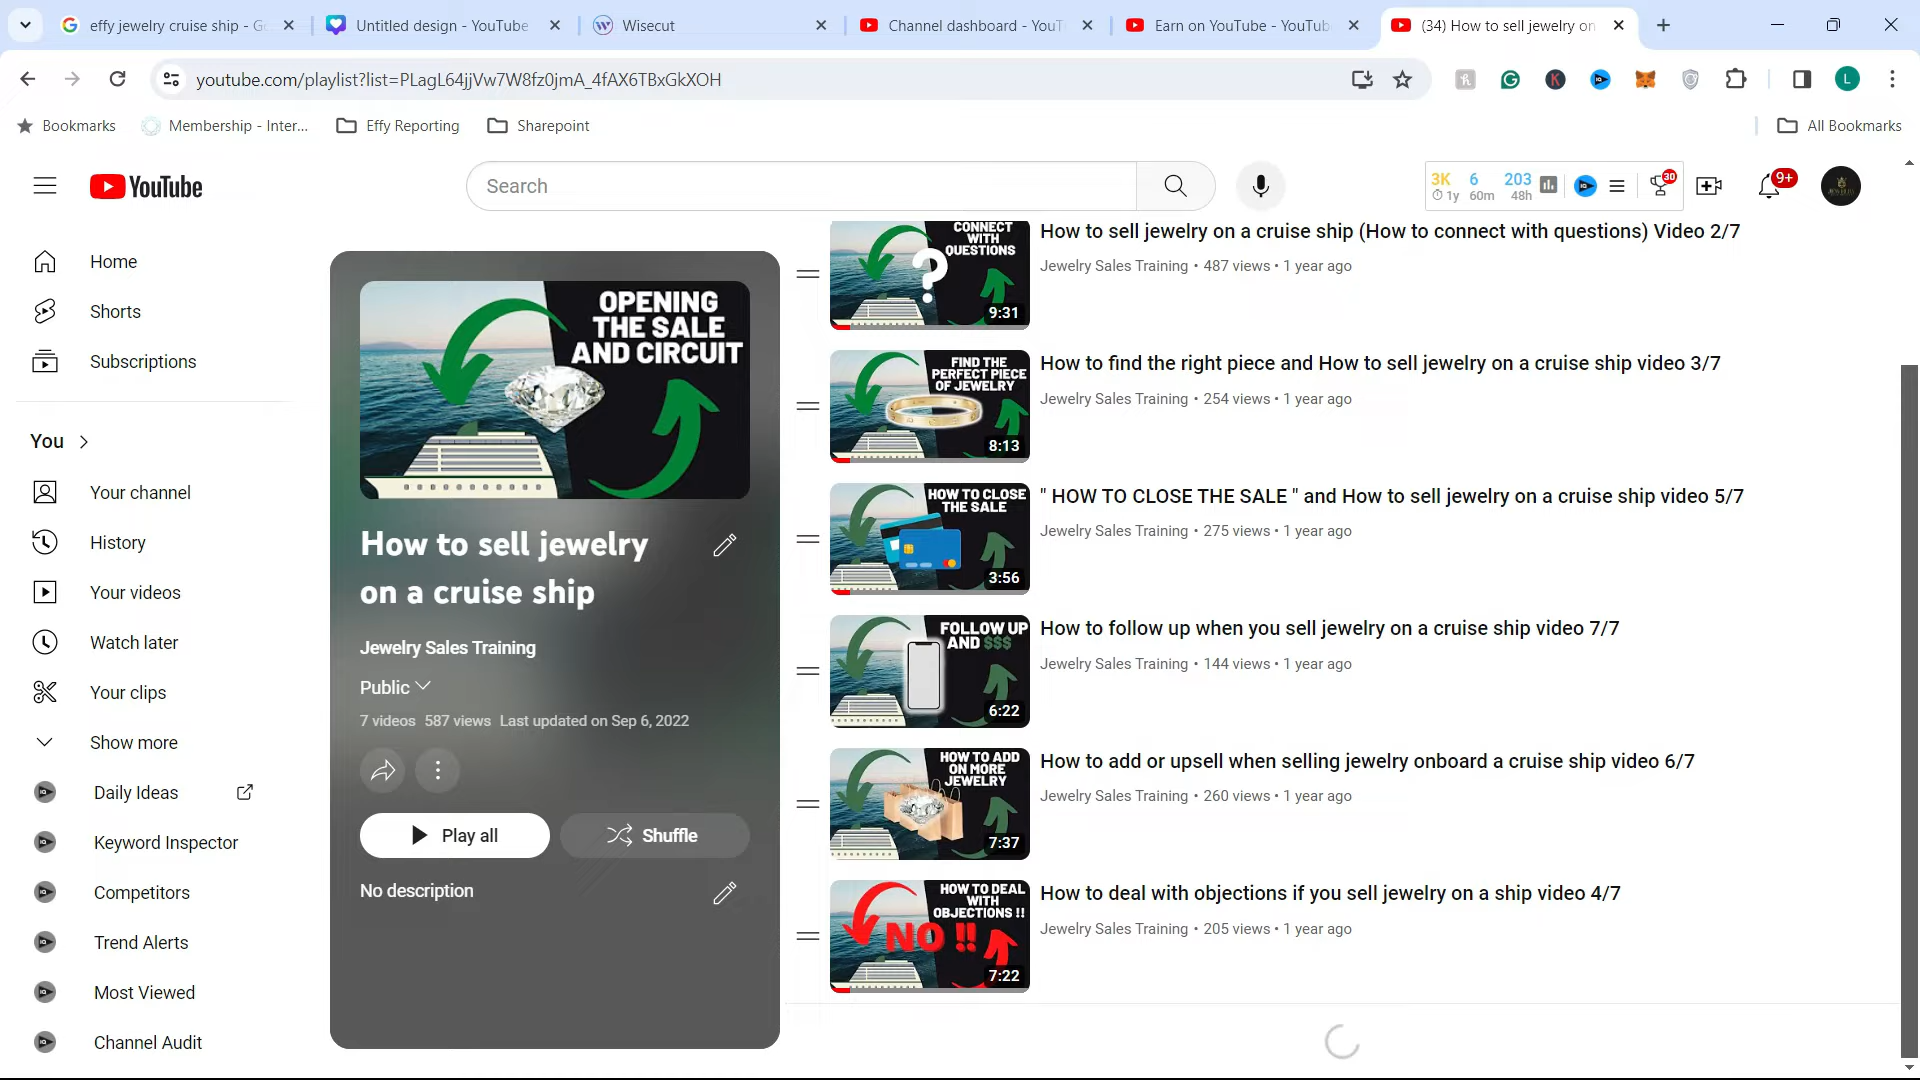 effy jewelry cruise ship - Go
Untitled design - YouTube
Wisecut
Channel dashboard - YouT
Earn on YouTube - YouTub
(34) How to sell jewelry on
youtube.com/playlist?list=PLagL64jjVw7W8fz0jmA_4fAX6TBxGkXOH
L
Bookmarks
Membership - Inter...
Effy Reporting
Sharepoint
All Bookmarks
YouTube
Search
3K 6 203
1y 60m 48h
30
9+
Home
Shorts
Subscriptions
You
Your channel
History
Your videos
Watch later
Your clips
Show more
Daily Ideas
Keyword Inspector
Competitors
Trend Alerts
Most Viewed
Channel Audit
OPENING
THE SALE
AND CIRCUIT
How to sell jewelry
on a cruise ship
Jewelry Sales Training
Public
7 videos 587 views Last updated on Sep 6, 2022
Play all
Shuffle
No description
CONNECT
WITH
QUESTIONS
?
9:31
How to sell jewelry on a cruise ship (How to connect with questions) Video 2/7
Jewelry Sales Training • 487 views • 1 year ago
FIND THE
PERFECT PIECE
OF JEWELRY
8:13
How to find the right piece and How to sell jewelry on a cruise ship video 3/7
Jewelry Sales Training • 254 views • 1 year ago
HOW TO CLOSE
THE SALE
3:56
" HOW TO CLOSE THE SALE " and How to sell jewelry on a cruise ship video 5/7
Jewelry Sales Training • 275 views • 1 year ago
FOLLOW UP
AND $$$
6:22
How to follow up when you sell jewelry on a cruise ship video 7/7
Jewelry Sales Training • 144 views • 1 year ago
HOW TO ADD
ON MORE
JEWELRY
7:37
How to add or upsell when selling jewelry onboard a cruise ship video 6/7
Jewelry Sales Training • 260 views • 1 year ago
HOW TO DEAL
WITH
OBJECTIONS !!
NO !!
7:22
How to deal with objections if you sell jewelry on a ship video 4/7
Jewelry Sales Training • 205 views • 1 year ago